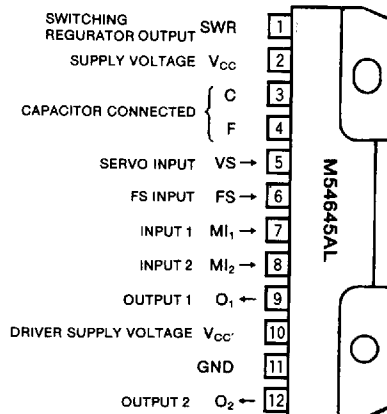 SWITCHING
REGURATOR OUTPUT SWR 1
SUPPLY VOLTAGE VCC 2
C 3
CAPACITOR CONNECTED
F 4
SERVO INPUT VS→ 5
FS INPUT FS→ 6
INPUT 1 MI1→ 7
INPUT 2 MI2→ 8
OUTPUT 1 O1← 9
DRIVER SUPPLY VOLTAGE VCC' 10
GND 11
OUTPUT 2 O2← 12
M54645AL